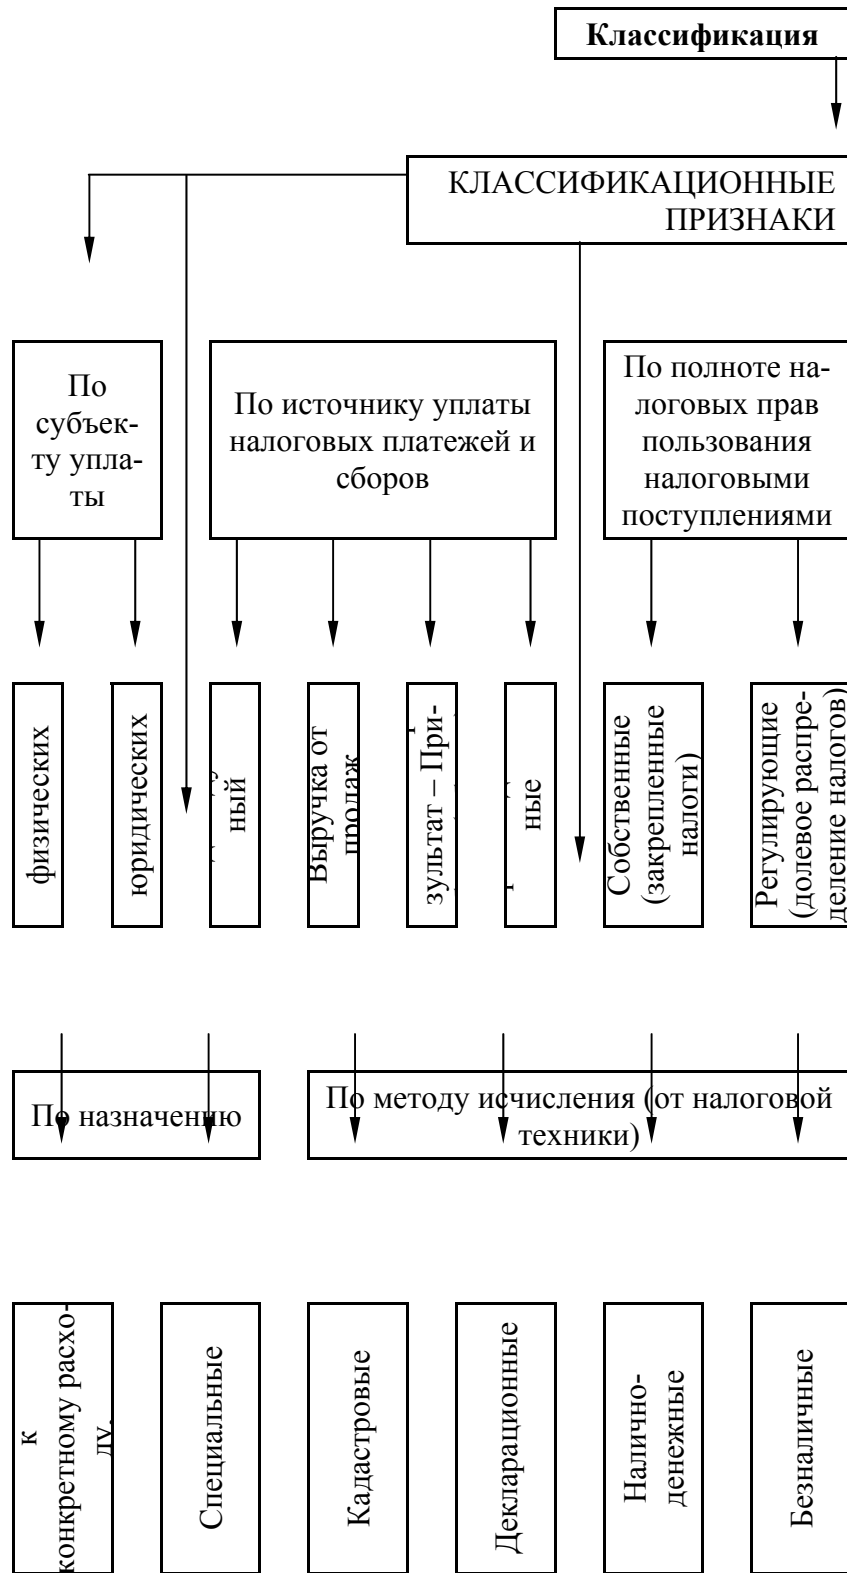 Классификация
КЛАССИФИКАЦИОННЫЕ
ПРИЗНАКИ
По
субъек-
ту упла-
ты
По источнику уплаты
налоговых платежей и
сборов
По полноте на-
логовых прав
пользования
налоговыми
поступлениями
физических
юридических
ный
Выручка от
продаж
зультат – При-
ные
Собственные
(закрепленные
налоги)
Регулирующие
(долевое распре-
деление налогов)
По назначению
По методу исчисления (от налоговой
техники)
к
конкретному расхо-
ду.
Специальные
Кадастровые
Декларационные
Налично-
денежные
Безналичные